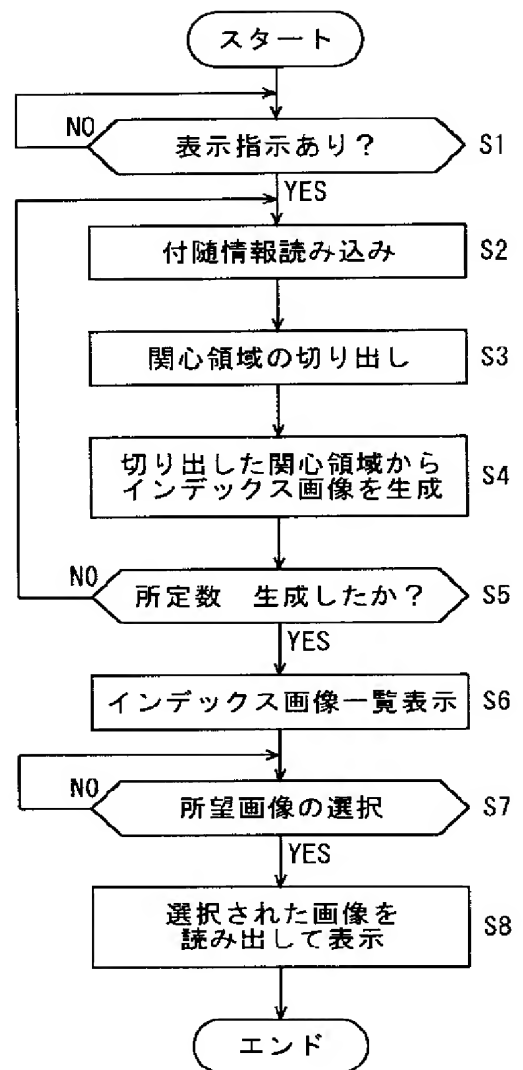 スタート
NO
表示指示あり？
S1
YES
付随情報読み込み
S2
関心領域の切り出し
S3
切り出した関心領域から
インデックス画像を生成
S4
NO
所定数　生成したか？
S5
YES
インデックス画像一覧表示
S6
NO
所望画像の選択
S7
YES
選択された画像を
読み出して表示
S8
エンド